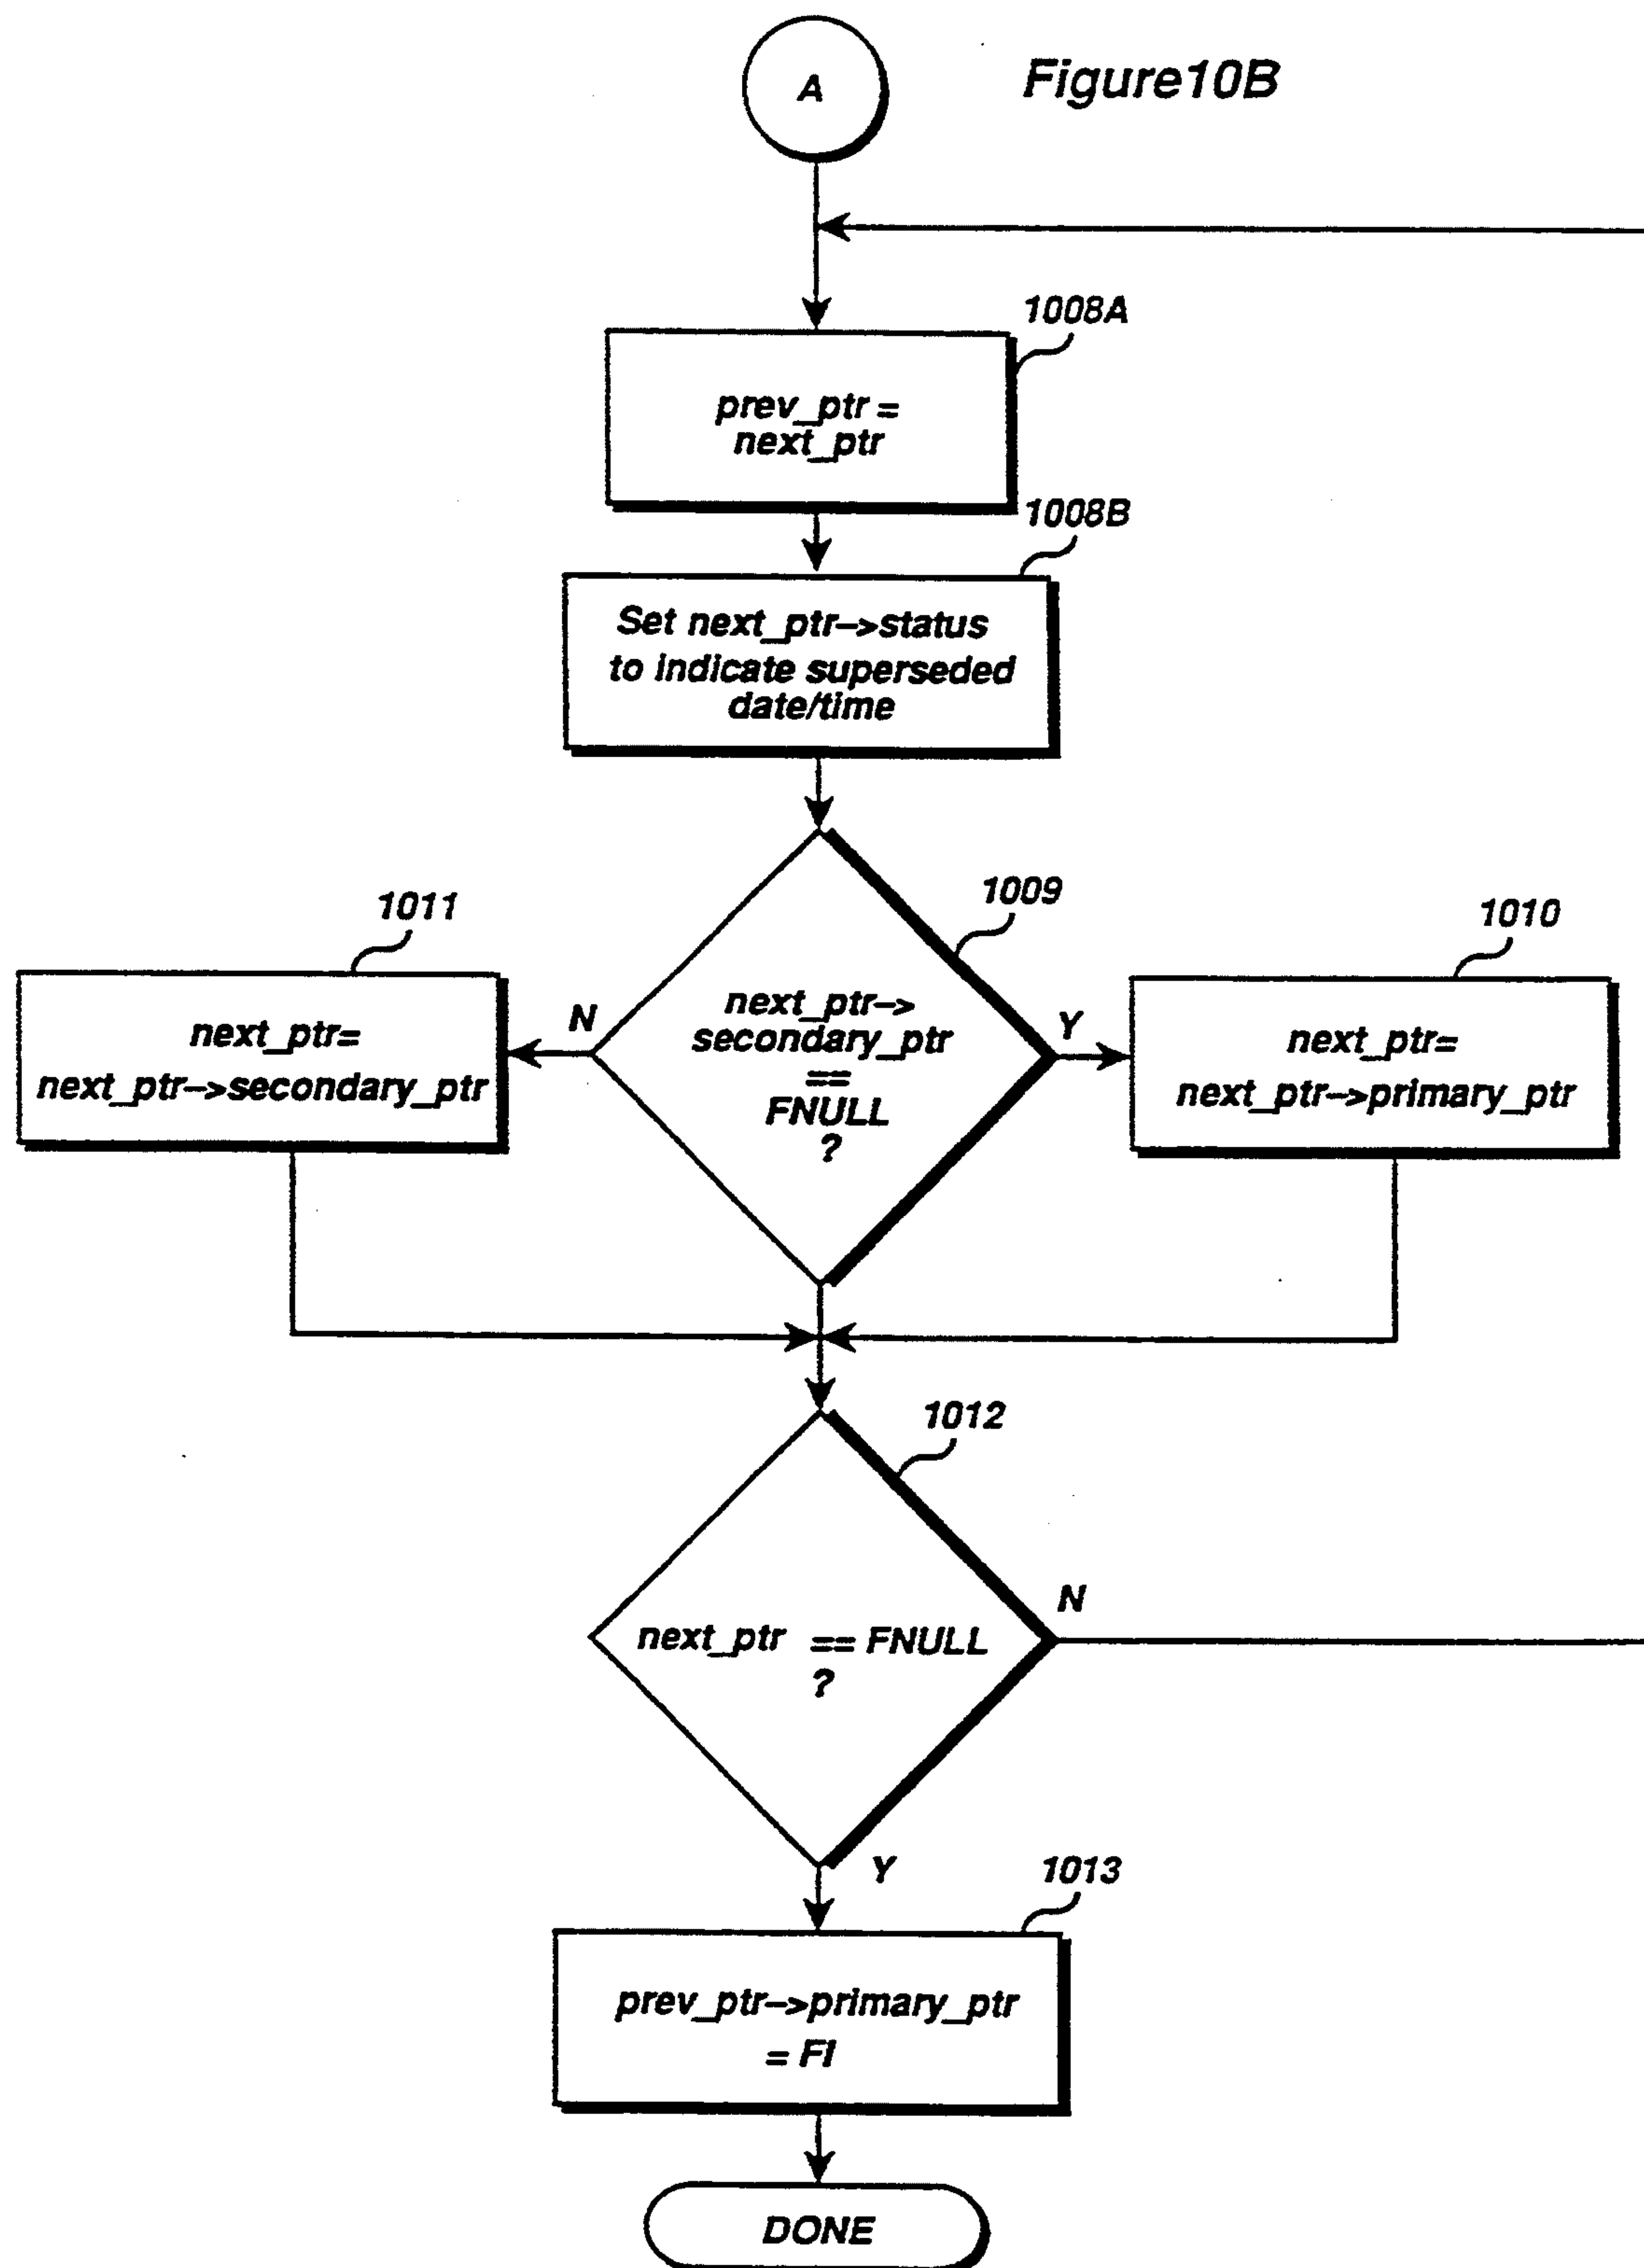 A
Figure10B
1008A
prev_ptr =
next_ptr
1008B
Set next_ptr->status
to indicate superseded
date/time
1009
1011
1010
next_ptr=
next_ptr->secondary_ptr
N
next_ptr->
secondary_ptr
==
FNULL
?
Y
next_ptr=
next_ptr->primary_ptr
1012
next_ptr == FNULL
?
N
Y
1013
prev_ptr->primary_ptr
= FI
DONE